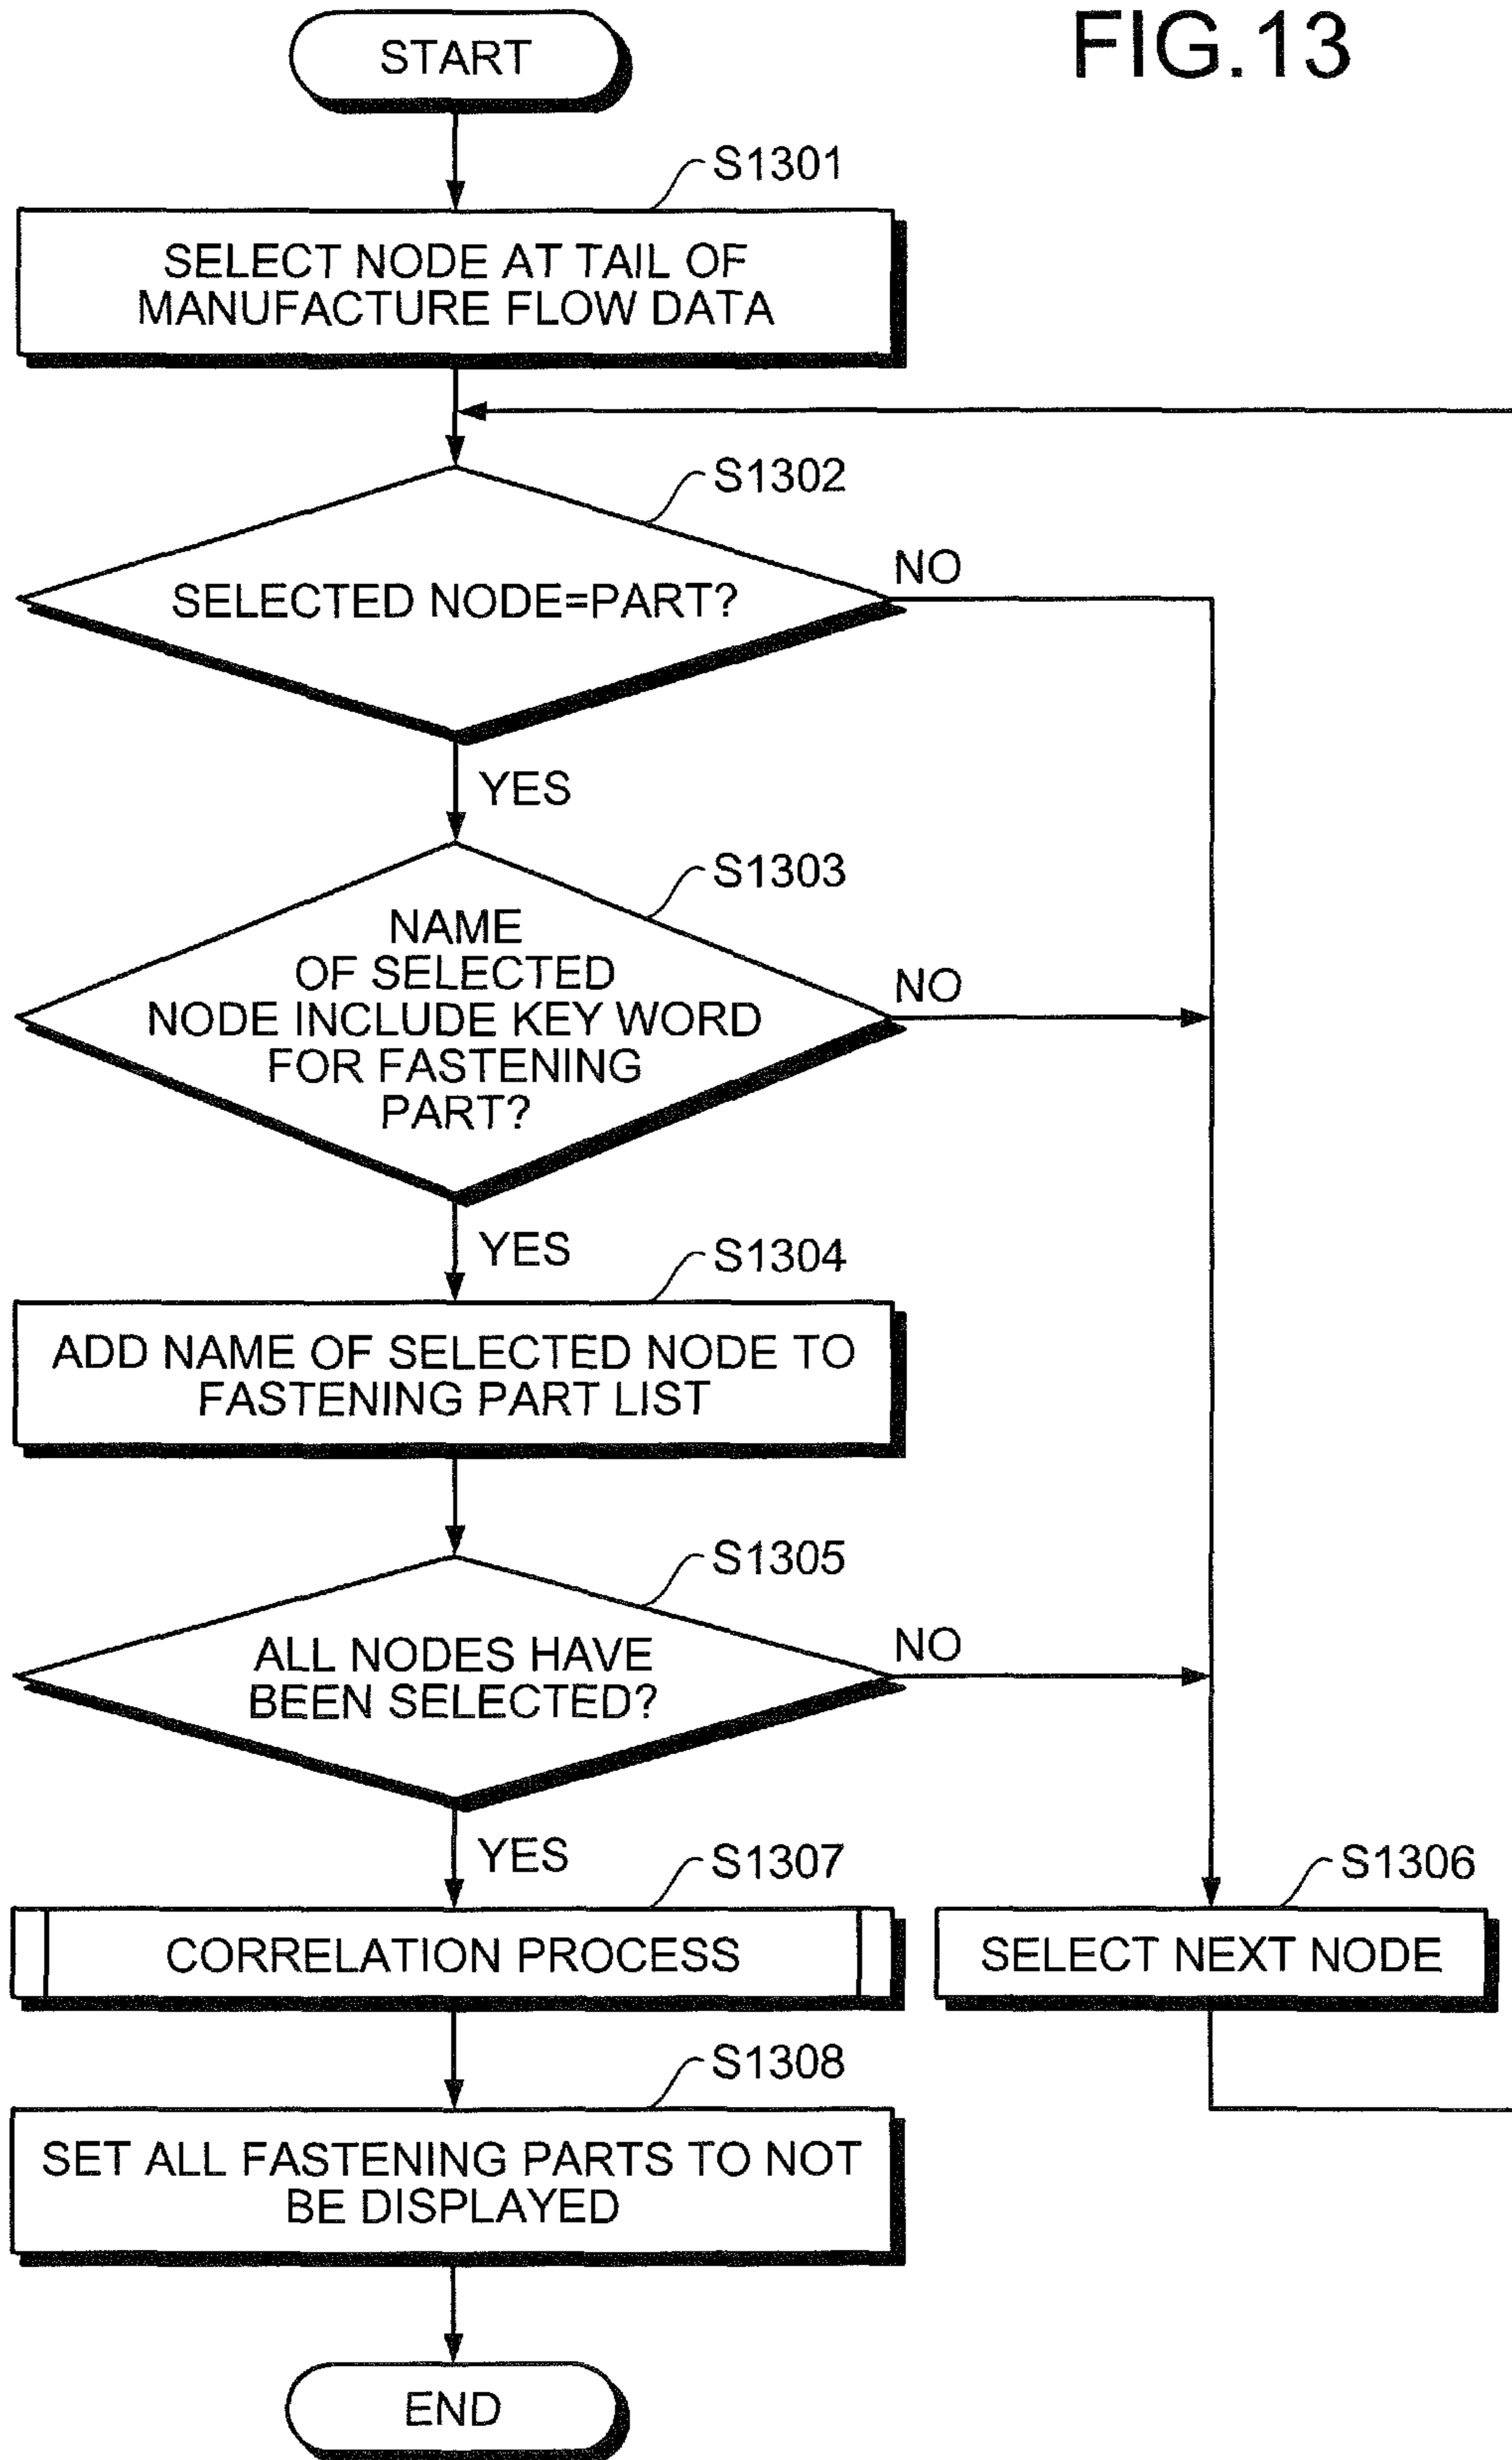 FIG.13
START
S1301
SELECT NODE AT TAIL OF
MANUFACTURE FLOW DATA
S1302
SELECTED NODE=PART?
NO
YES
S1303
NAME
OF SELECTED
NODE INCLUDE KEY WORD
FOR FASTENING
PART?
NO
YES
S1304
ADD NAME OF SELECTED NODE TO
FASTENING PART LIST
S1305
ALL NODES HAVE
BEEN SELECTED?
NO
YES
S1307
CORRELATION PROCESS
S1306
SELECT NEXT NODE
S1308
SET ALL FASTENING PARTS TO NOT
BE DISPLAYED
END